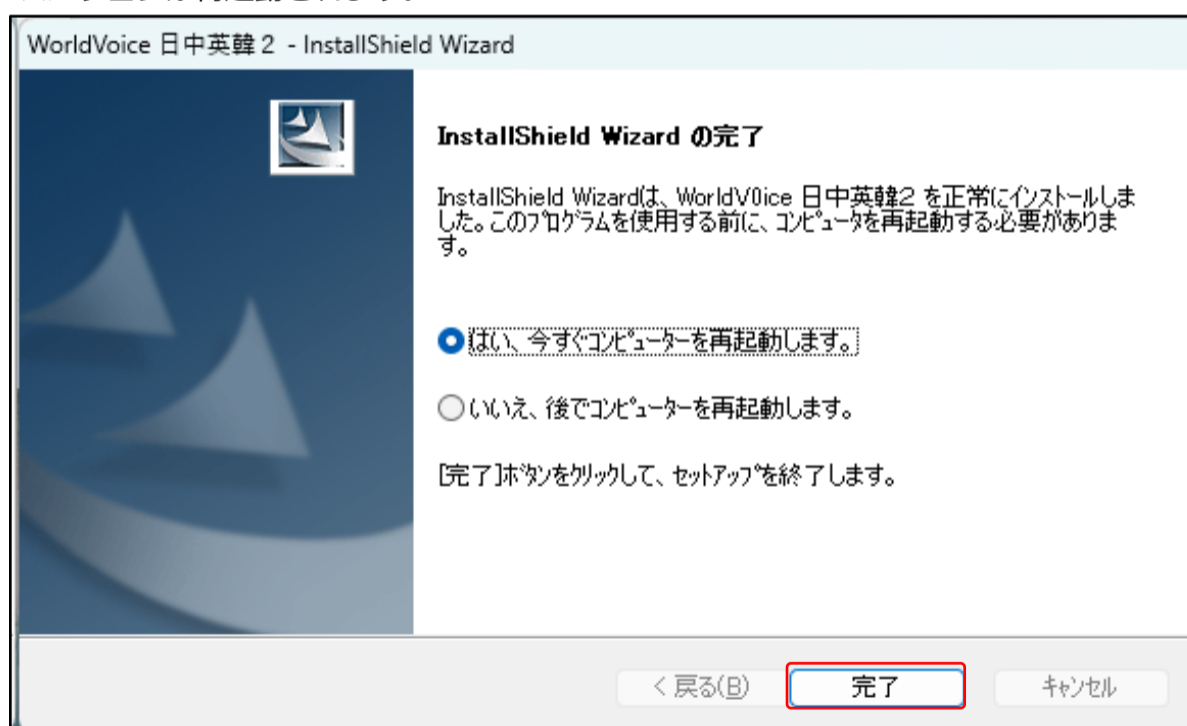 WorldVoice 日中英韓２ - InstallShield Wizard
InstallShield Wizard の完了
InstallShield Wizardは、WorldV0ice 日中英韓2 を正常にインストールしま
した。このプログラムを使用する前に、コンピュータを再起動する必要がありま
す。
はい、今すぐコンピューターを再起動します。
いいえ、後でコンピューターを再起動します。
[完了]ボタンをクリックして、セットアップを終了します。
< 戻る(B)
完了
キャンセル